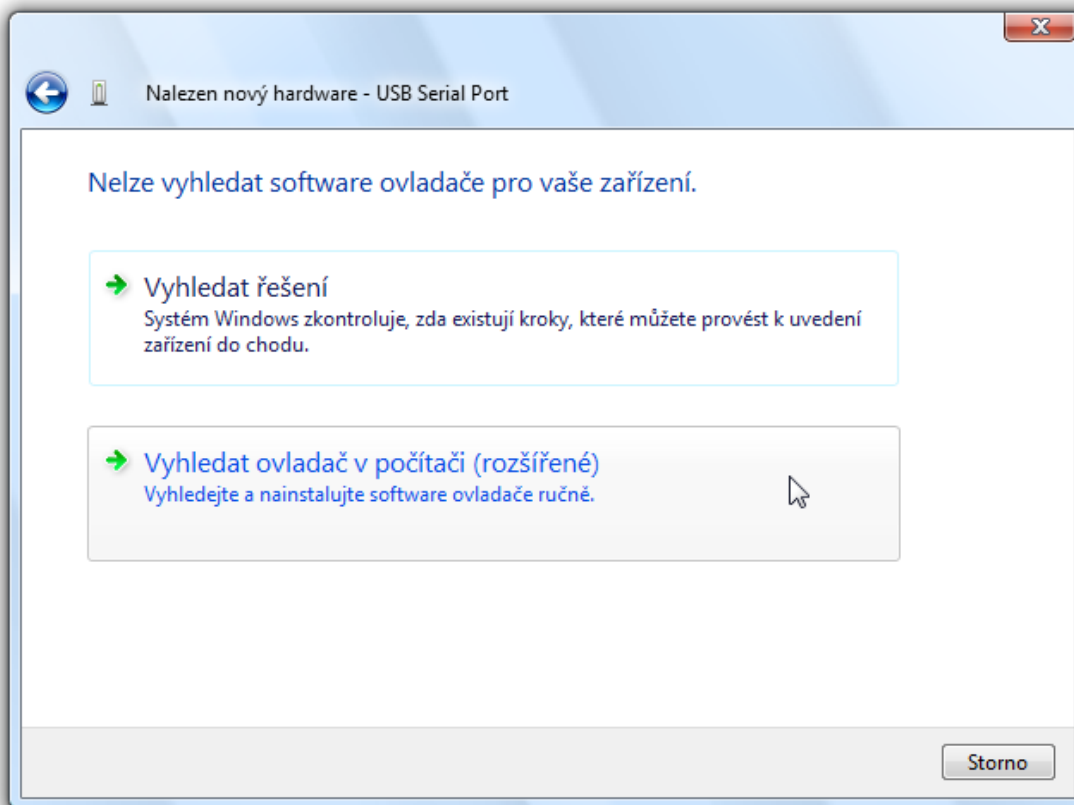 Nalezen nový hardware - USB Serial Port
Nelze vyhledat software ovladače pro vaše zařízení.
Vyhledat řešení
Systém Windows zkontroluje, zda existují kroky, které můžete provést k uvedení
zařízení do chodu.
Vyhledat ovladač v počítači (rozšířené)
Vyhledejte a nainstalujte software ovladače ručně.
Storno